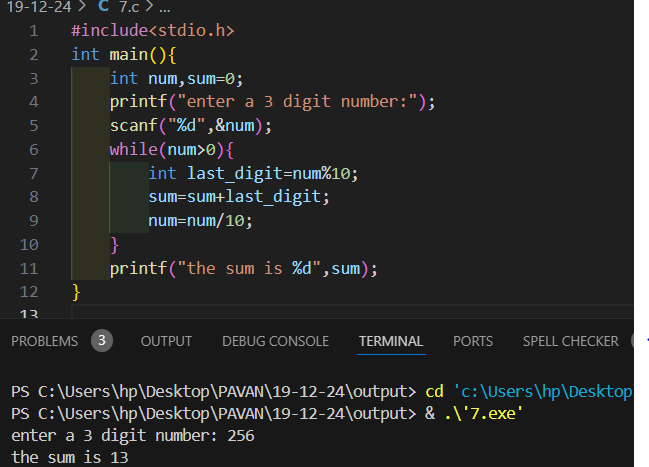 19-12-24 > C 7.c > ...
1 #include<stdio.h>
2 int main(){
3 int num,sum=0;
4 printf("enter a 3 digit number:");
5 scanf("%d",&num);
6 while(num>0){
7 int last_digit=num%10;
8 sum=sum+last_digit;
9 num=num/10;
10 }
11 printf("the sum is %d",sum);
12 }
13
PROBLEMS 3 OUTPUT DEBUG CONSOLE TERMINAL PORTS SPELL CHECKER
PS C:\Users\hp\Desktop\PAVAN\19-12-24\output> cd 'c:\Users\hp\Desktop
PS C:\Users\hp\Desktop\PAVAN\19-12-24\output> & .\'7.exe'
enter a 3 digit number: 256
the sum is 13